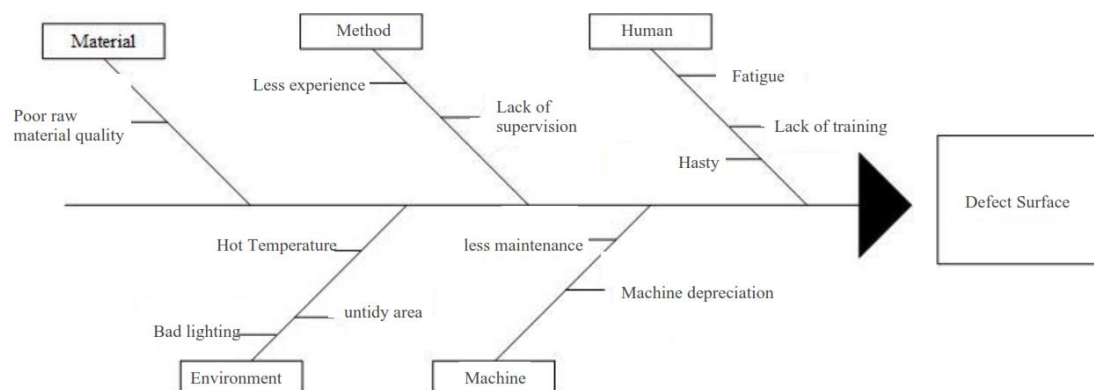 Material
Method
Human
Less experience
Fatigue
Poor raw
material quality
Lack of
supervision
Lack of training
Hasty
Defect Surface
Hot Temperature
less maintenance
Machine depreciation
untidy area
Bad lighting
Environment
Machine